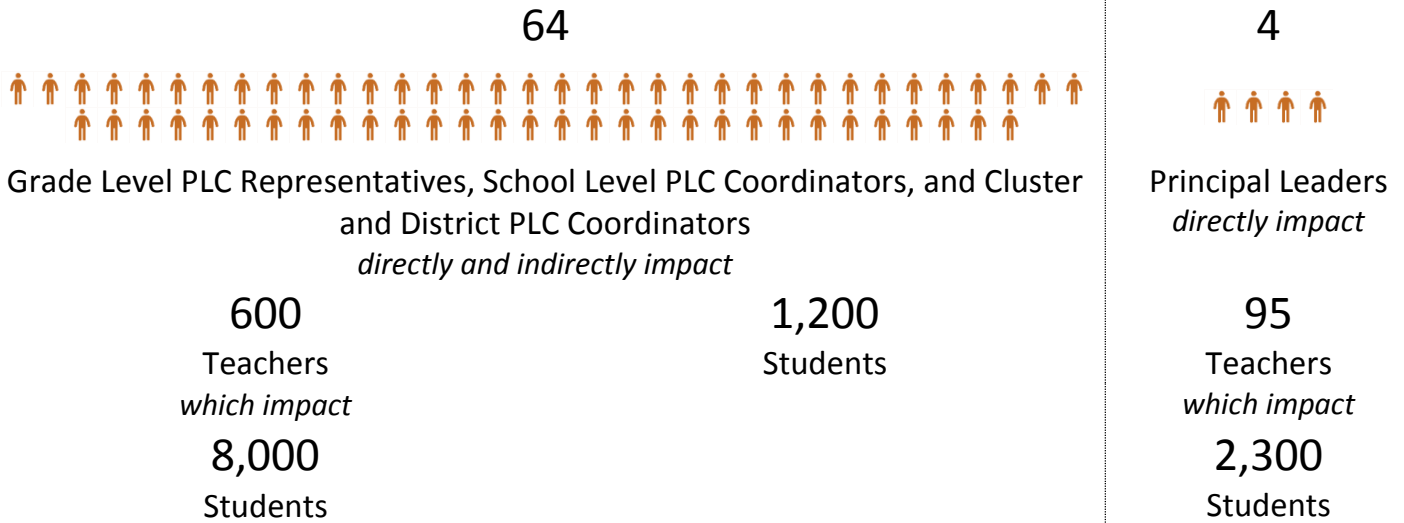 64
Grade Level PLC Representatives, School Level PLC Coordinators, and Cluster
and District PLC Coordinators
directly and indirectly impact
600
Teachers
which impact
8,000
Students
1,200
Students
4
Principal Leaders
directly impact
95
Teachers
which impact
2,300
Students